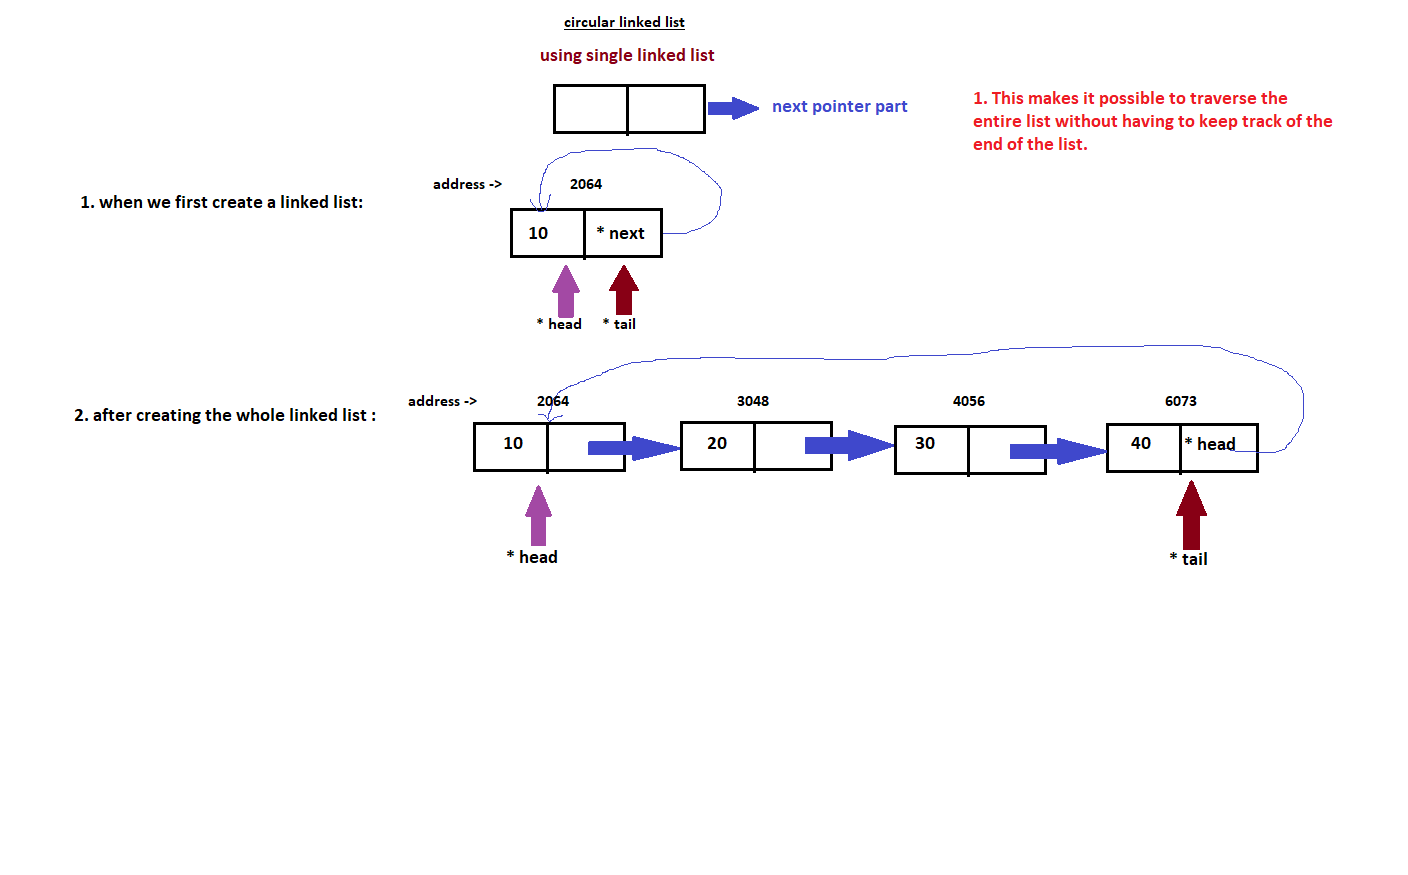 circular linked list
using single linked list
next pointer part
1. This makes it possible to traverse the
entire list without having to keep track of the
end of the list.
address -> 2064
1. when we first create a linked list:
10 * next
* head * tail
address -> 2064 3048 4056 6073
2. after creating the whole linked list :
10 20 30 40 * head
* head
* tail